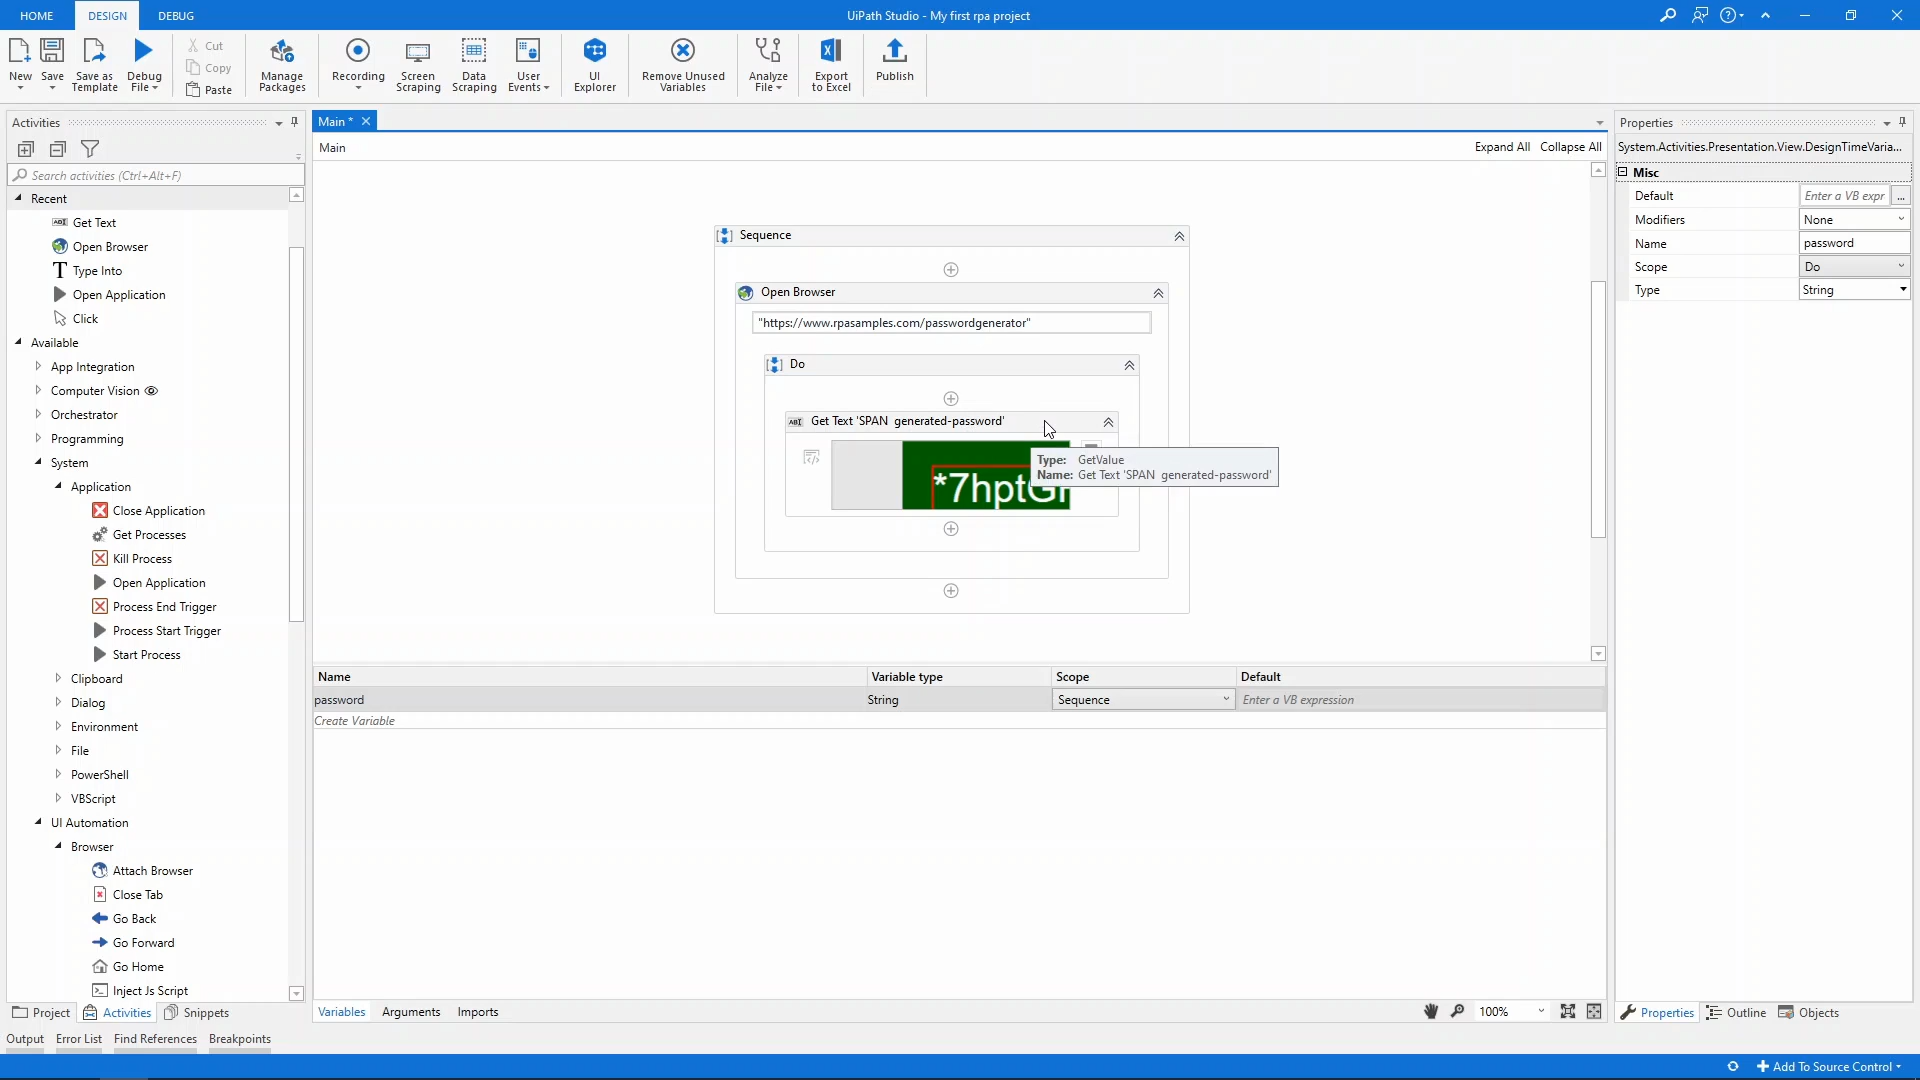 HOME
DESIGN
DEBUG
UiPath Studio - My first rpa project
New
Save
Save as Template
Debug File
Cut
Copy
Paste
Manage Packages
Recording
Screen Scraping
Data Scraping
User Events
UI Explorer
Remove Unused Variables
Analyze File
Export to Excel
Publish
Activities
Search activities (Ctrl+Alt+F)
Recent
Get Text
Open Browser
Type Into
Open Application
Click
Available
App Integration
Computer Vision
Orchestrator
Programming
System
Application
Close Application
Get Processes
Kill Process
Open Application
Process End Trigger
Process Start Trigger
Start Process
Clipboard
Dialog
Environment
File
PowerShell
VBScript
UI Automation
Browser
Attach Browser
Close Tab
Go Back
Go Forward
Go Home
Inject Js Script
Project
Activities
Snippets
Main *
Main
Expand All
Collapse All
Sequence
Open Browser
"https://www.rpasamples.com/passwordgenerator"
Do
Get Text 'SPAN  generated-password'
*7hptG
Type: GetValue
Name: Get Text 'SPAN  generated-password'
Name
Variable type
Scope
Default
password
String
Sequence
Enter a VB expression
Create Variable
Variables
Arguments
Imports
100%
Properties
System.Activities.Presentation.View.DesignTimeVaria...
Misc
Default
Enter a VB expr
...
Modifiers
None
Name
password
Scope
Do
Type
String
Properties
Outline
Objects
Output
Error List
Find References
Breakpoints
Add To Source Control